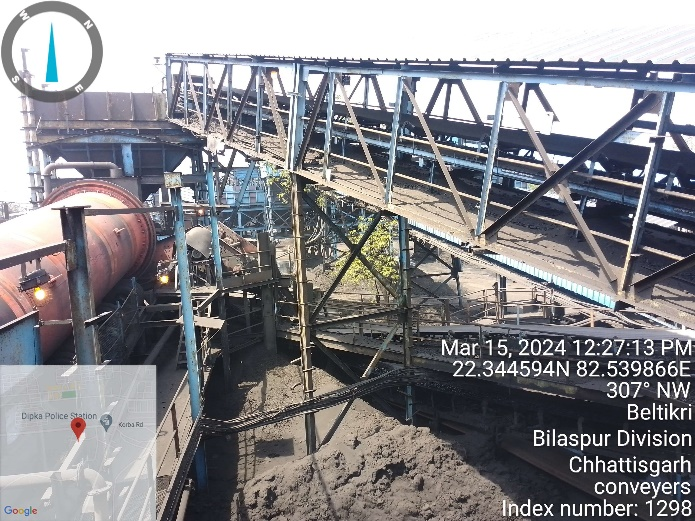 N
W
E
S
Mar 15, 2024 12:27:13 PM
22.344594N 82.539866E
307° NW
Beltikri
Bilaspur Division
Chhattisgarh
conveyers
Index number: 1298
Dipka Police Station
Korba Rd
Google